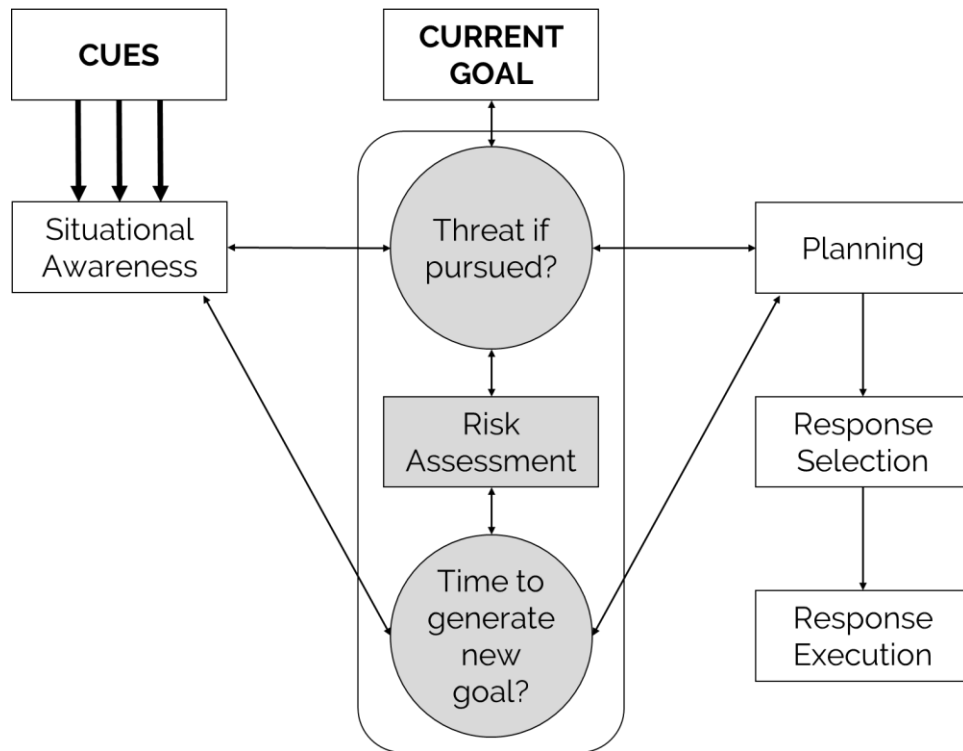 CUES
CURRENT
GOAL
Situational
Awareness
Threat if
pursued?
Planning
Risk
Assessment
Response
Selection
Time to
generate
new
goal?
Response
Execution